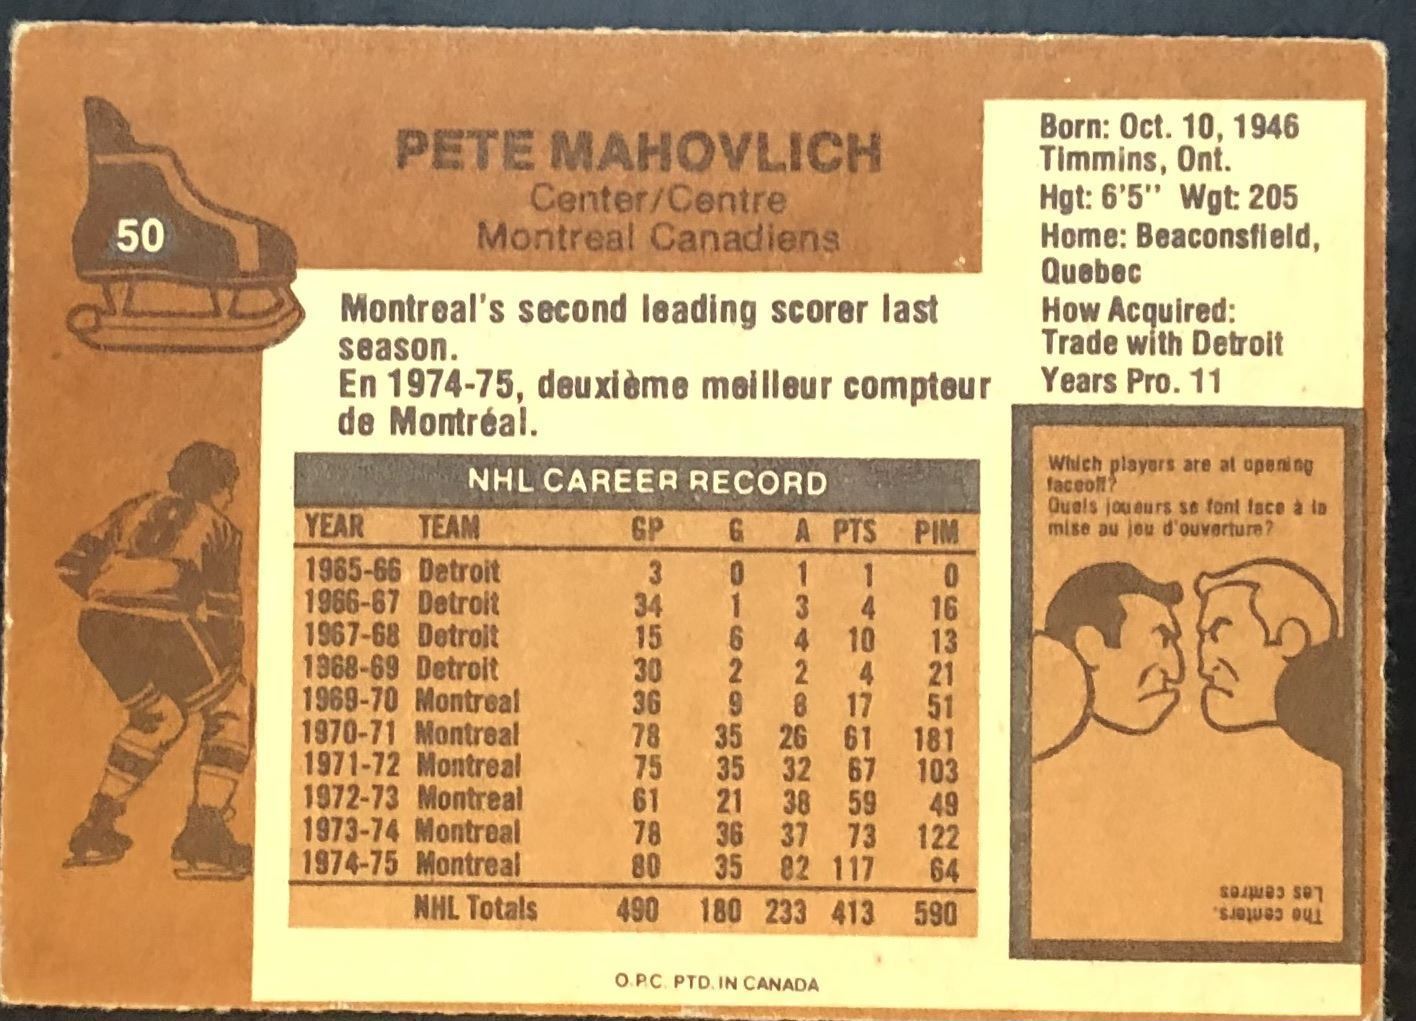 50
PETE MAHOVLICH
Center/Centre
Montreal Canadiens
Born: Oct. 10, 1946
Timmins, Ont.
Hgt: 6'5" Wgt: 205
Home: Beaconsfield,
Quebec
How Acquired:
Trade with Detroit
Years Pro. 11
Montreal's second leading scorer last
season.
En 1974-75, deuxième meilleur compteur
de Montréal.
NHL CAREER RECORD
YEAR TEAM GP G A PTS PIM
1965-66 Detroit 3 0 1 1 0
1966-67 Detroit 34 1 3 4 16
1967-68 Detroit 15 6 4 10 13
1968-69 Detroit 30 2 2 4 21
1969-70 Montreal 36 9 8 17 51
1970-71 Montreal 78 35 26 61 181
1971-72 Montreal 75 35 32 67 103
1972-73 Montreal 61 21 38 59 49
1973-74 Montreal 78 36 37 73 122
1974-75 Montreal 80 35 82 117 64
NHL Totals 490 180 233 413 590
Which players are at opening
faceoff?
Quels joueurs se font face à la
mise au jeu d'ouverture?
The centers.
Les centres
O.P.C. PTD. IN CANADA